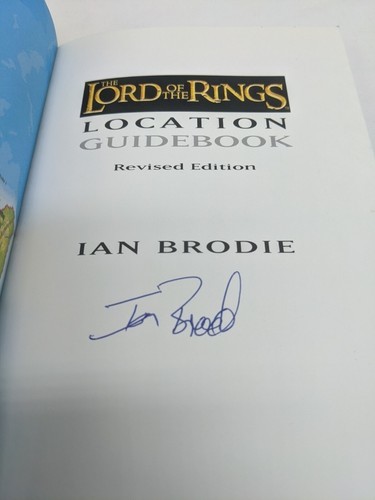 THE
LORD OF THE RINGS
LOCATION
GUIDEBOOK
Revised Edition
IAN BRODIE